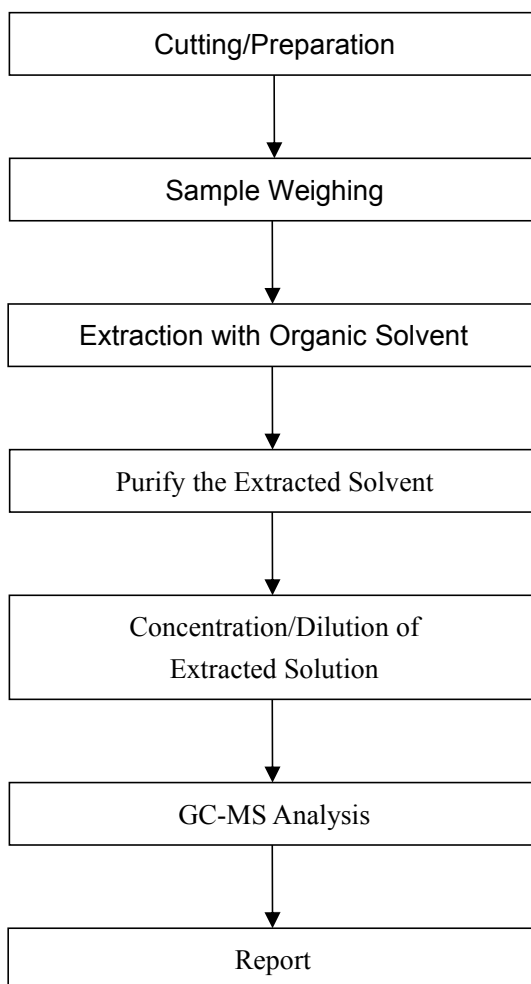 Cutting/Preparation
Sample Weighing
Extraction with Organic Solvent
Purify the Extracted Solvent
Concentration/Dilution of
Extracted Solution
GC-MS Analysis
Report